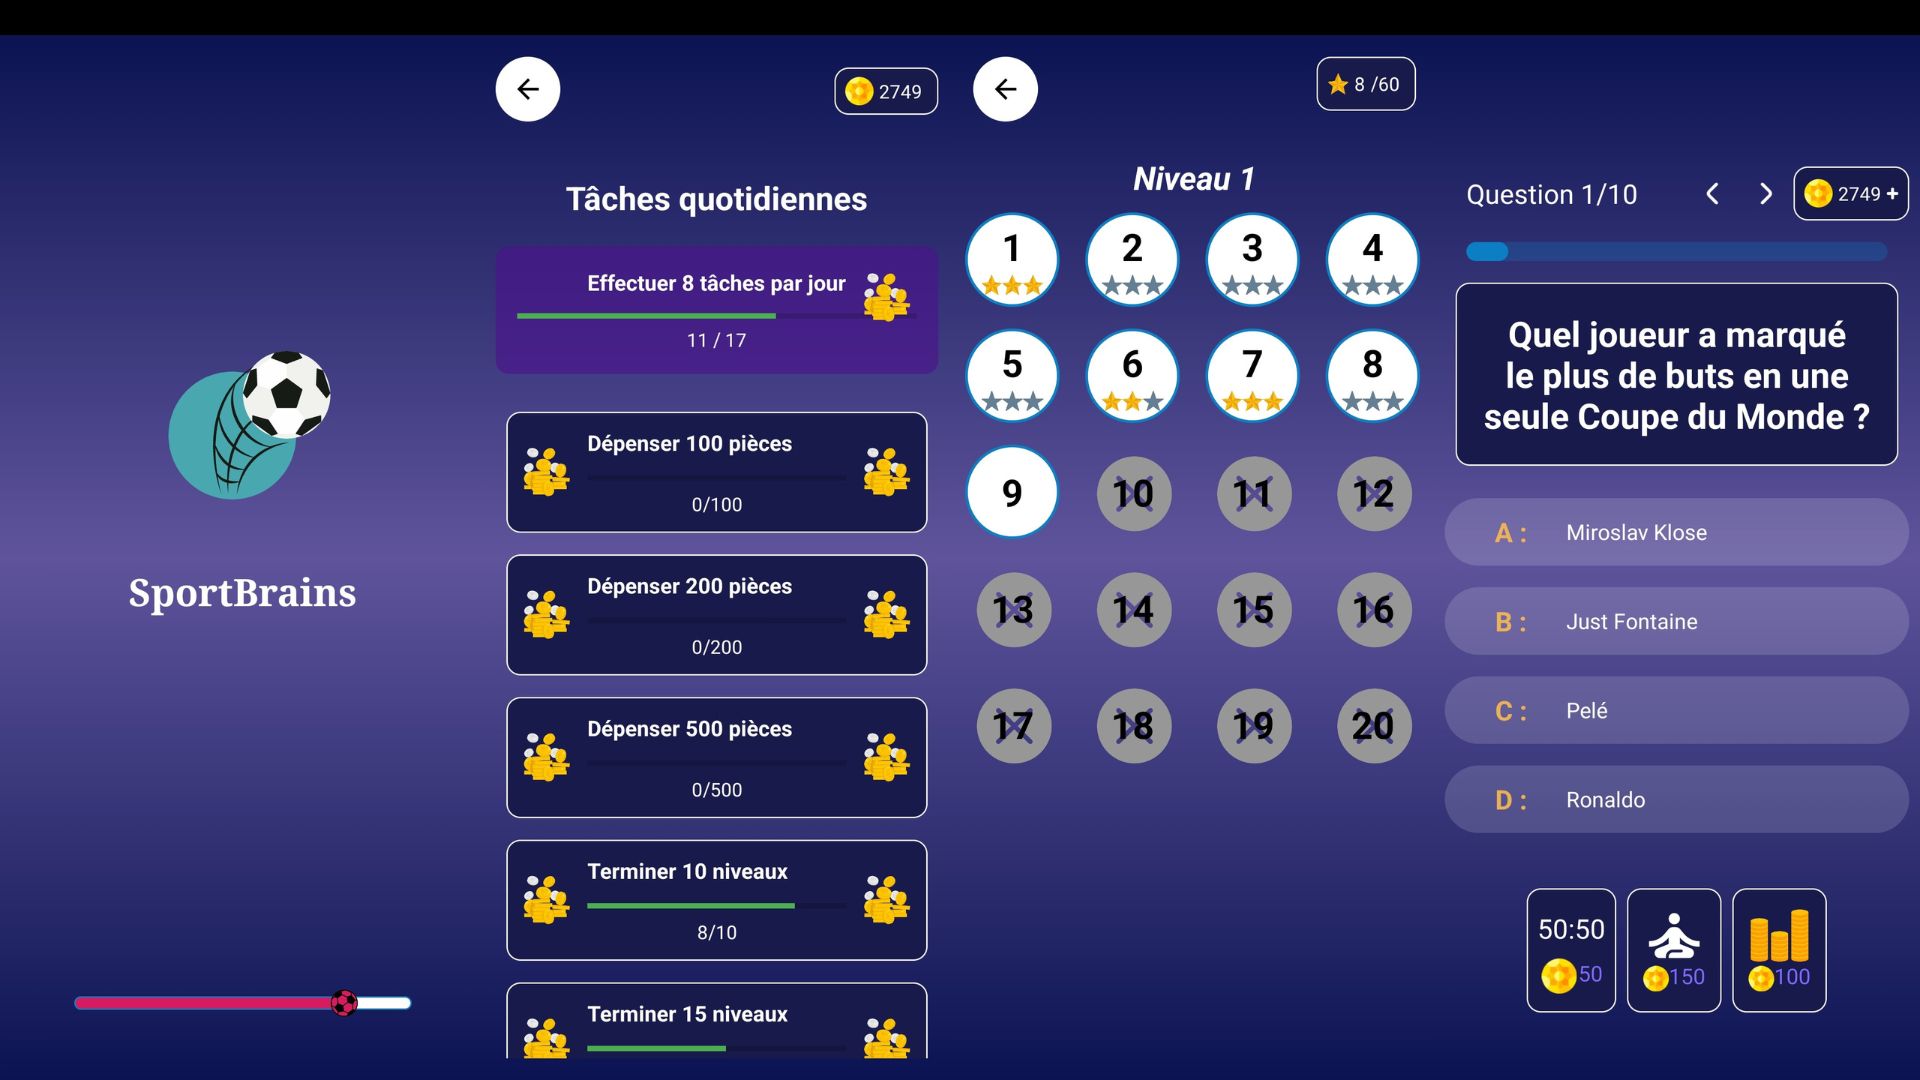 SportBrains
2749
Tâches quotidiennes
Effectuer 8 tâches par jour
11 / 17
Dépenser 100 pièces
0/100
Dépenser 200 pièces
0/200
Dépenser 500 pièces
0/500
Terminer 10 niveaux
8/10
Terminer 15 niveaux
8 /60
Niveau 1
1 2 3 4
5 6 7 8
9 10 11 12
13 14 15 16
17 18 19 20
Question 1/10
2749 +
Quel joueur a marqué
le plus de buts en une
seule Coupe du Monde ?
A : Miroslav Klose
B : Just Fontaine
C : Pelé
D : Ronaldo
50:50
50 150 100